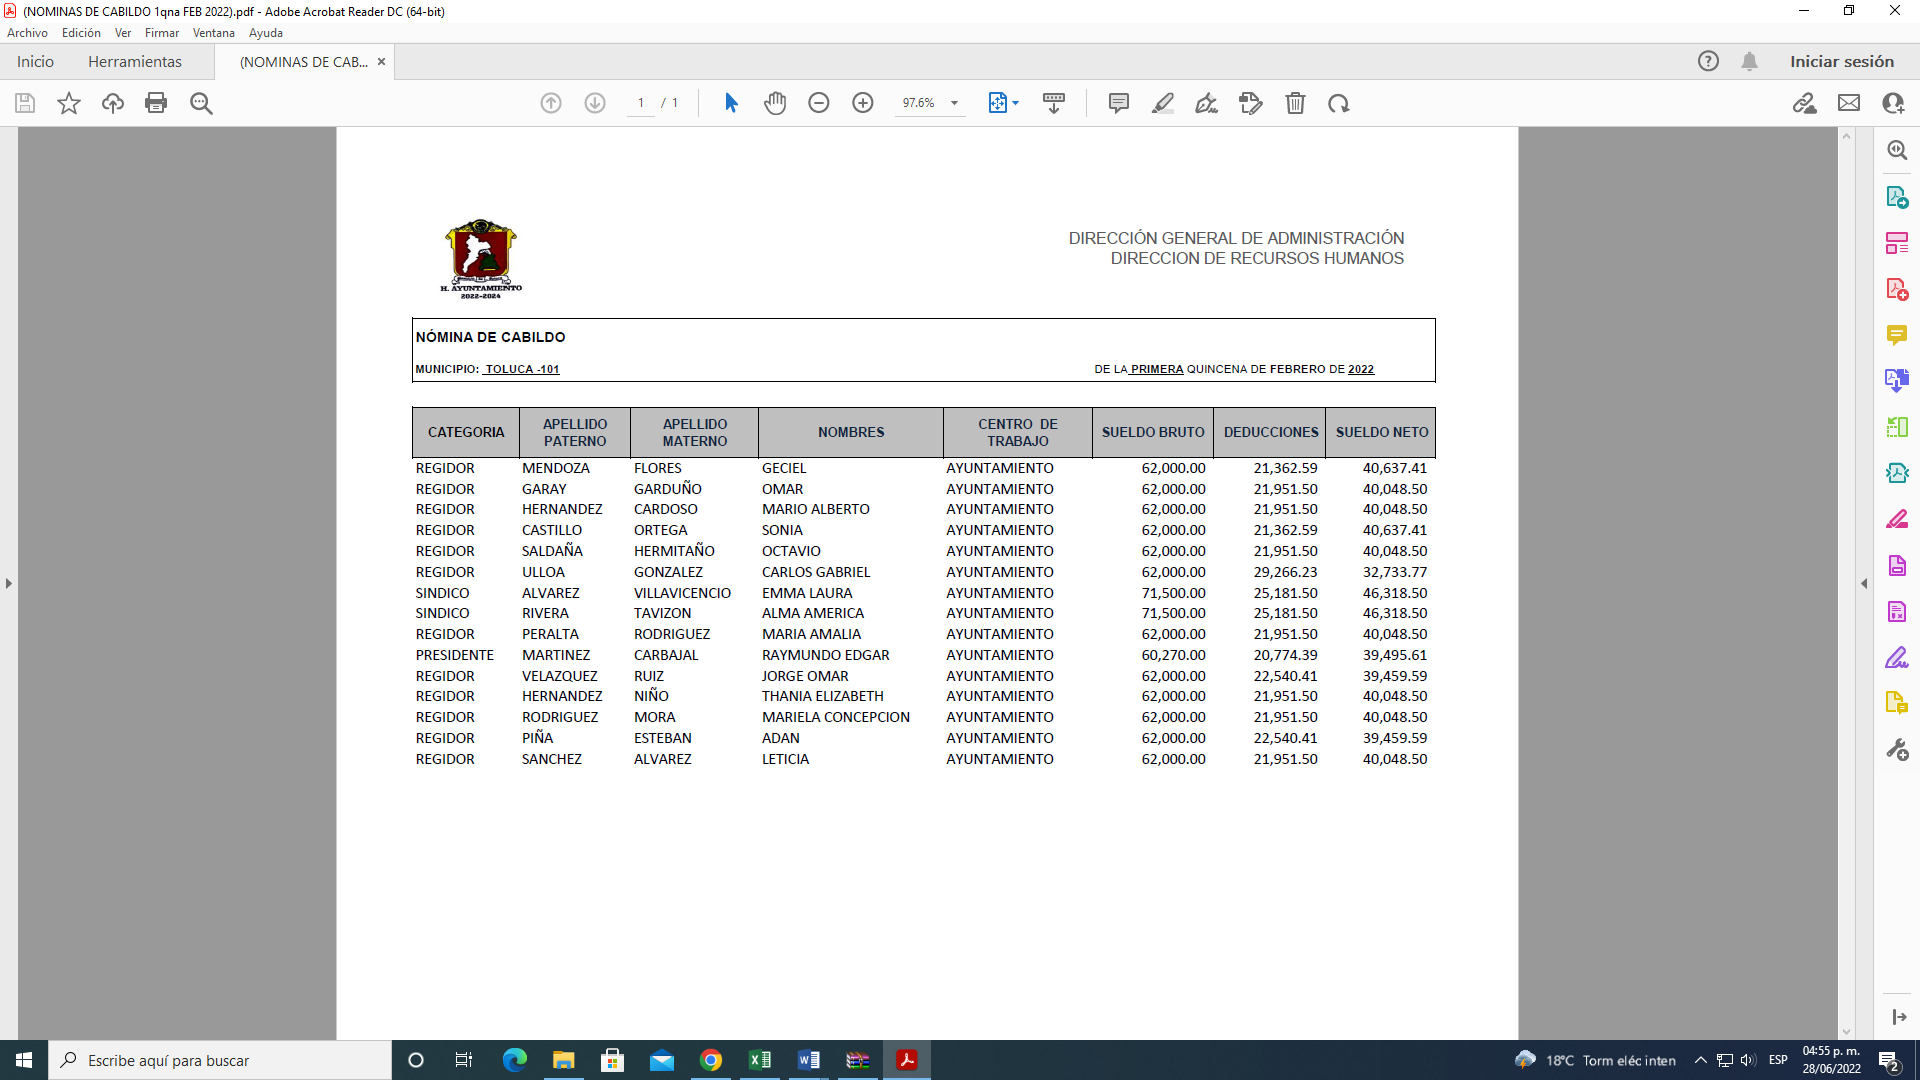 (NOMINAS DE CABILDO 1qna FEB 2022).pdf - Adobe Acrobat Reader DC (64-bit)
Archivo Edición Ver Firmar Ventana Ayuda
Inicio Herramientas (NOMINAS DE CAB... × Iniciar sesión
1 / 1 97.6%
H. AYUNTAMIENTO
2022-2024
DIRECCIÓN GENERAL DE ADMINISTRACIÓN
DIRECCION DE RECURSOS HUMANOS
NÓMINA DE CABILDO
MUNICIPIO: TOLUCA -101 DE LA PRIMERA QUINCENA DE FEBRERO DE 2022
CATEGORIA APELLIDO PATERNO APELLIDO MATERNO NOMBRES CENTRO DE TRABAJO SUELDO BRUTO DEDUCCIONES SUELDO NETO
REGIDOR MENDOZA FLORES GECIEL AYUNTAMIENTO 62,000.00 21,362.59 40,637.41
REGIDOR GARAY GARDUÑO OMAR AYUNTAMIENTO 62,000.00 21,951.50 40,048.50
REGIDOR HERNANDEZ CARDOSO MARIO ALBERTO AYUNTAMIENTO 62,000.00 21,951.50 40,048.50
REGIDOR CASTILLO ORTEGA SONIA AYUNTAMIENTO 62,000.00 21,362.59 40,637.41
REGIDOR SALDAÑA HERMITAÑO OCTAVIO AYUNTAMIENTO 62,000.00 21,951.50 40,048.50
REGIDOR ULLOA GONZALEZ CARLOS GABRIEL AYUNTAMIENTO 62,000.00 29,266.23 32,733.77
SINDICO ALVAREZ VILLAVICENCIO EMMA LAURA AYUNTAMIENTO 71,500.00 25,181.50 46,318.50
SINDICO RIVERA TAVIZON ALMA AMERICA AYUNTAMIENTO 71,500.00 25,181.50 46,318.50
REGIDOR PERALTA RODRIGUEZ MARIA AMALIA AYUNTAMIENTO 62,000.00 21,951.50 40,048.50
PRESIDENTE MARTINEZ CARBAJAL RAYMUNDO EDGAR AYUNTAMIENTO 60,270.00 20,774.39 39,495.61
REGIDOR VELAZQUEZ RUIZ JORGE OMAR AYUNTAMIENTO 62,000.00 22,540.41 39,459.59
REGIDOR HERNANDEZ NIÑO THANIA ELIZABETH AYUNTAMIENTO 62,000.00 21,951.50 40,048.50
REGIDOR RODRIGUEZ MORA MARIELA CONCEPCION AYUNTAMIENTO 62,000.00 21,951.50 40,048.50
REGIDOR PIÑA ESTEBAN ADAN AYUNTAMIENTO 62,000.00 22,540.41 39,459.59
REGIDOR SANCHEZ ALVAREZ LETICIA AYUNTAMIENTO 62,000.00 21,951.50 40,048.50
Escribe aquí para buscar 18°C Torm eléc inten ESP 04:55 p. m.
28/06/2022 2